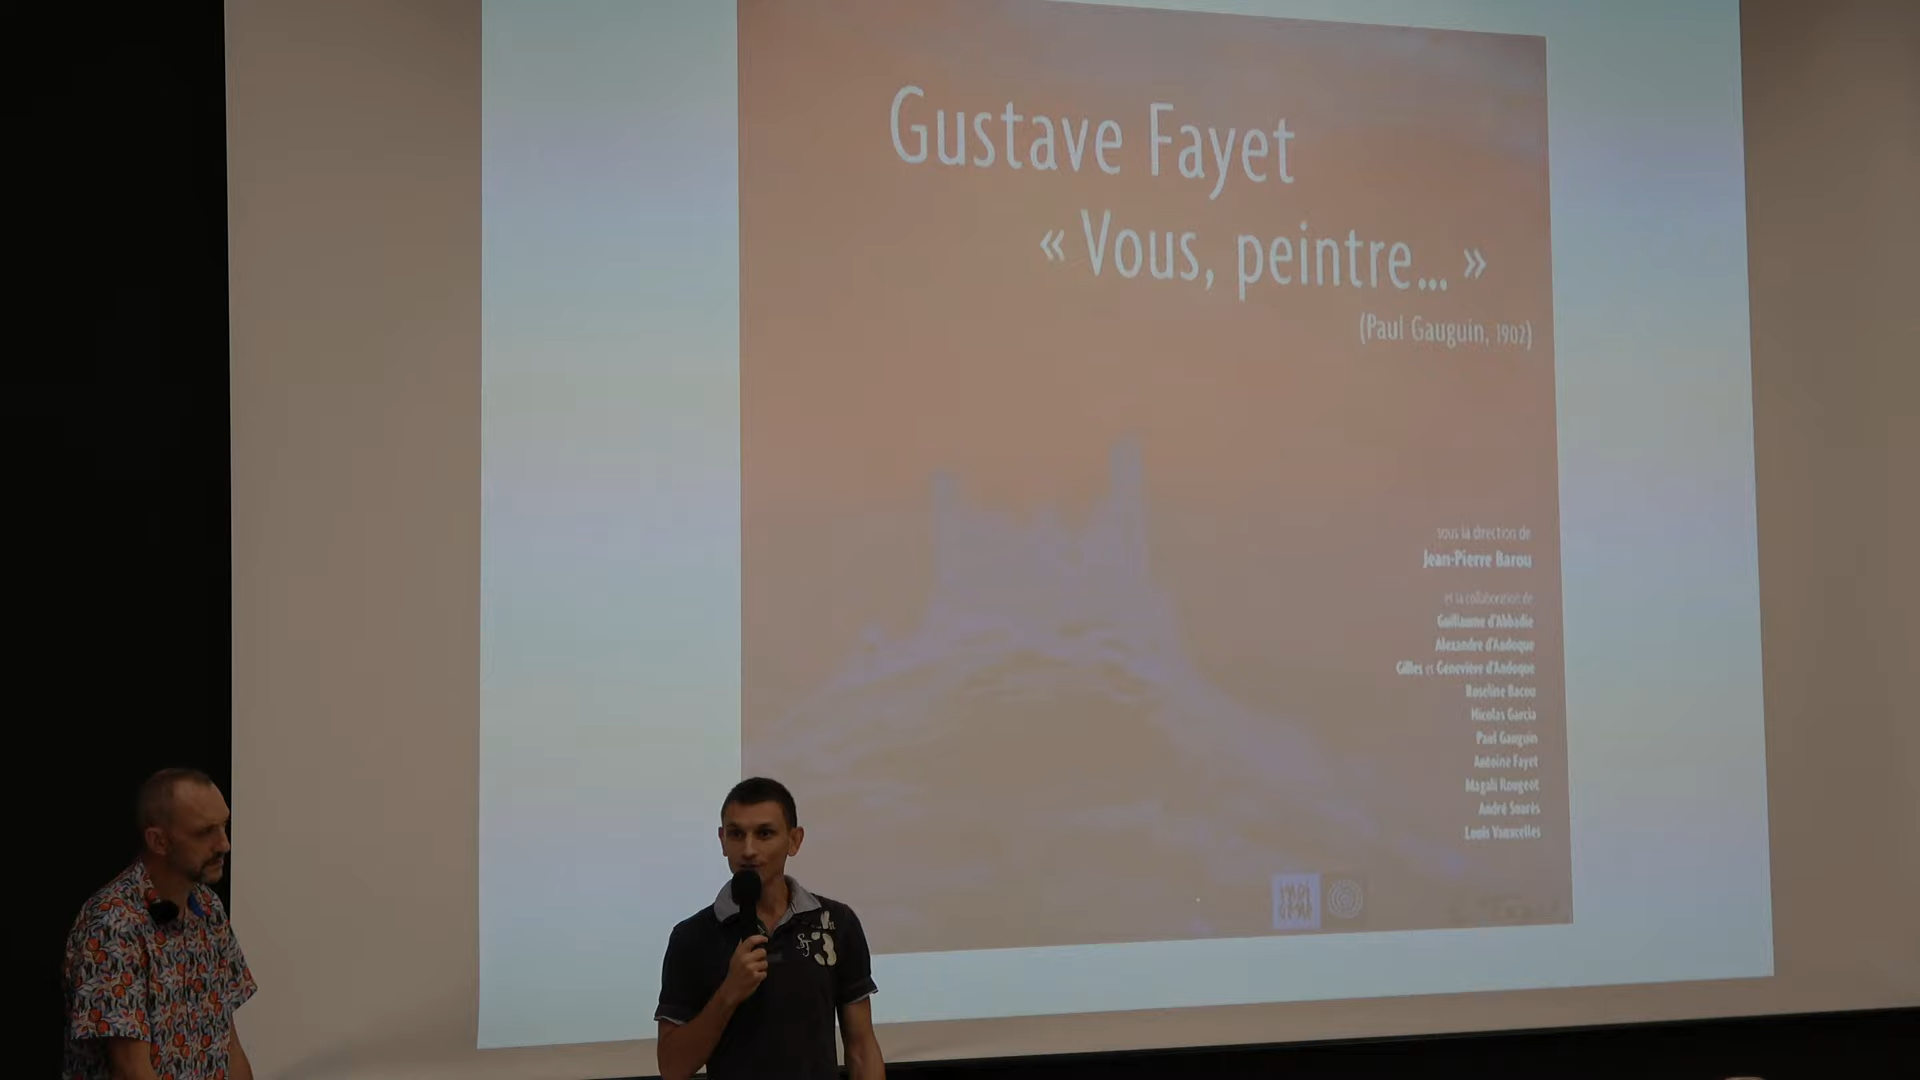 Gustave Fayet
« Vous, peintre... »
(Paul Gauguin, 1902)
sous la direction de
Jean-Pierre Barou
et la collaboration de
Guillaume d'Abbadie
Alexandre d'Andoque
Gilles et Geneviève d'Andoque
Roseline Bacou
Nicolas Garcia
Paul Gauguin
Antoine Fayet
Magali Rougeot
André Suarès
Louis Vauxcelles